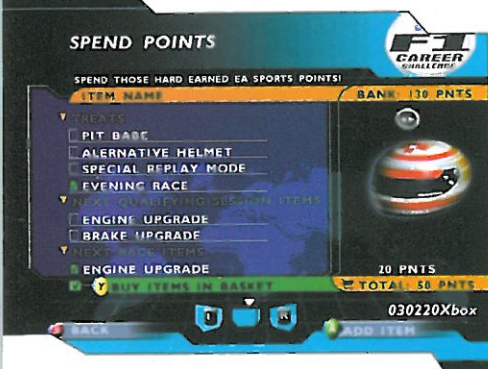 SPEND POINTS
F1
CAREER
CHALLENGE
SPEND THOSE HARD EARNED EA SPORTS POINTS!
ITEM NAME
BANK: 130 PNTS
TREATS
PIT BABE
ALERNATIVE HELMET
SPECIAL REPLAY MODE
EVENING RACE
NEXT QUALIFYING SESSION ITEMS
ENGINE UPGRADE
BRAKE UPGRADE
NEXT RACE ITEMS
ENGINE UPGRADE
20 PNTS
Y BUY ITEMS IN BASKET
TOTAL: 50 PNTS
030220Xbox
R
BACK
ADD ITEM